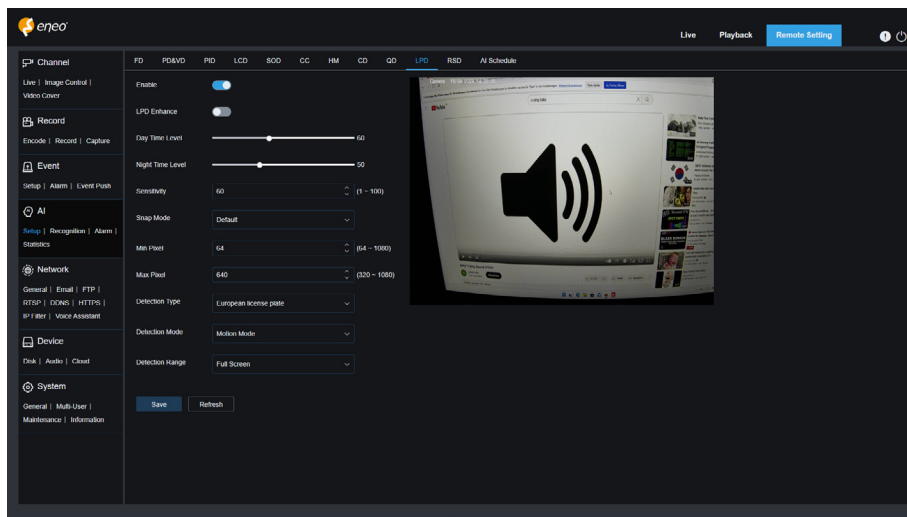 eneo
Live Playback Remote Setting
Channel
Live | Image Control |
Video Cover
Record
Encode | Record | Capture
Event
Setup | Alarm | Event Push
AI
Setup | Recognition | Alarm |
Statistics
Network
General | Email | FTP |
RTSP | DDNS | HTTPS |
IP Filter | Voice Assistant
Device
Disk | Audio | Cloud
System
General | Multi-User |
Maintenance | Information
FD PD&VD PID LCD SOD CC HM CD QD LPD RSD AI Schedule
Enable
LPD Enhance
Day Time Level 60
Night Time Level 50
Sensitivity 60 (1 ~ 100)
Snap Mode Default
Min Pixel 64 (64 ~ 1080)
Max Pixel 640 (320 ~ 1080)
Detection Type European license plate
Detection Mode Motion Mode
Detection Range Full Screen
Save Refresh
Camera
YouTube